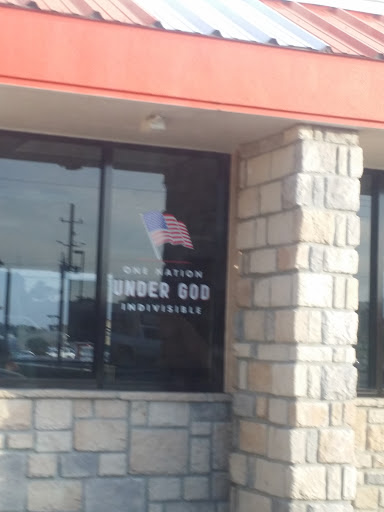 ONE NATION
UNDER GOD
INDIVISIBLE